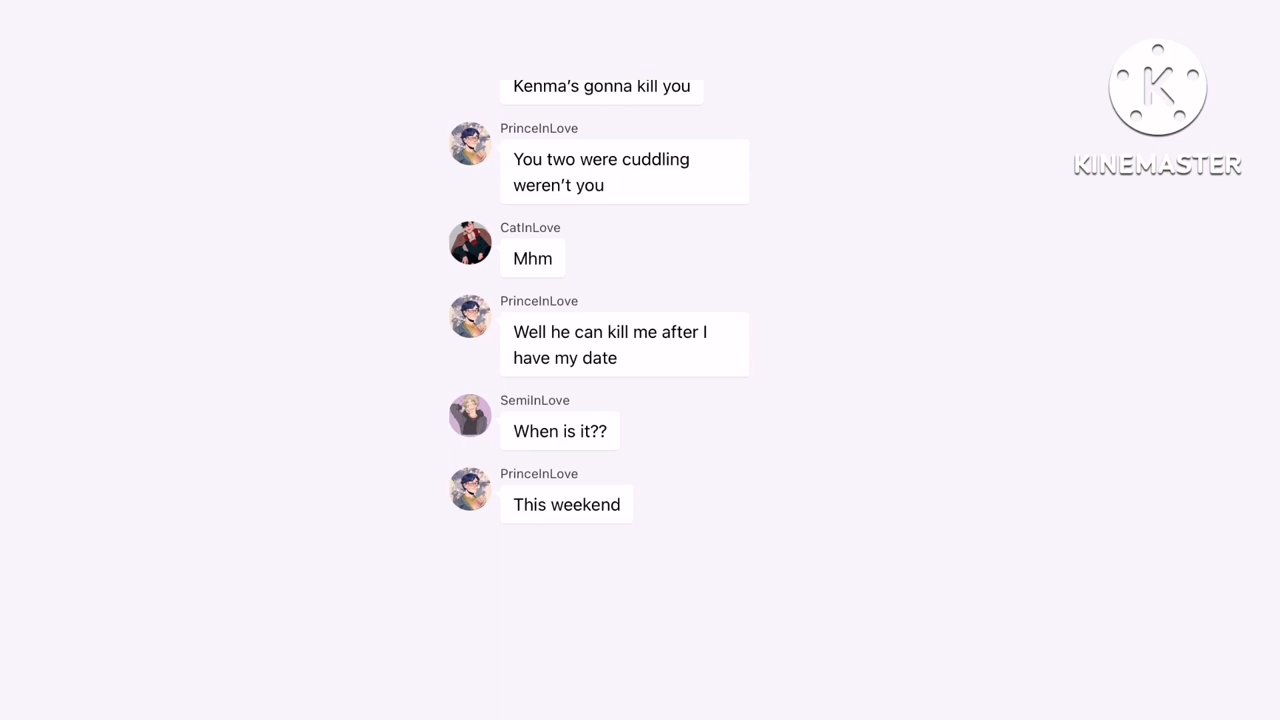 Kenma’s gonna kill you
PrinceInLove
You two were cuddling
weren’t you
CatInLove
Mhm
PrinceInLove
Well he can kill me after I
have my date
SemiInLove
When is it??
PrinceInLove
This weekend
K
KINEMASTER